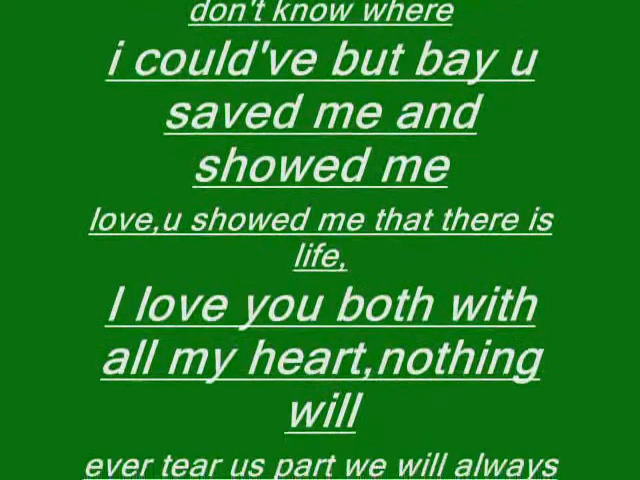 don't know where
i could've but bay u
saved me and
showed me
love,u showed me that there is
life,
I love you both with
all my heart,nothing
will
ever tear us part we will always